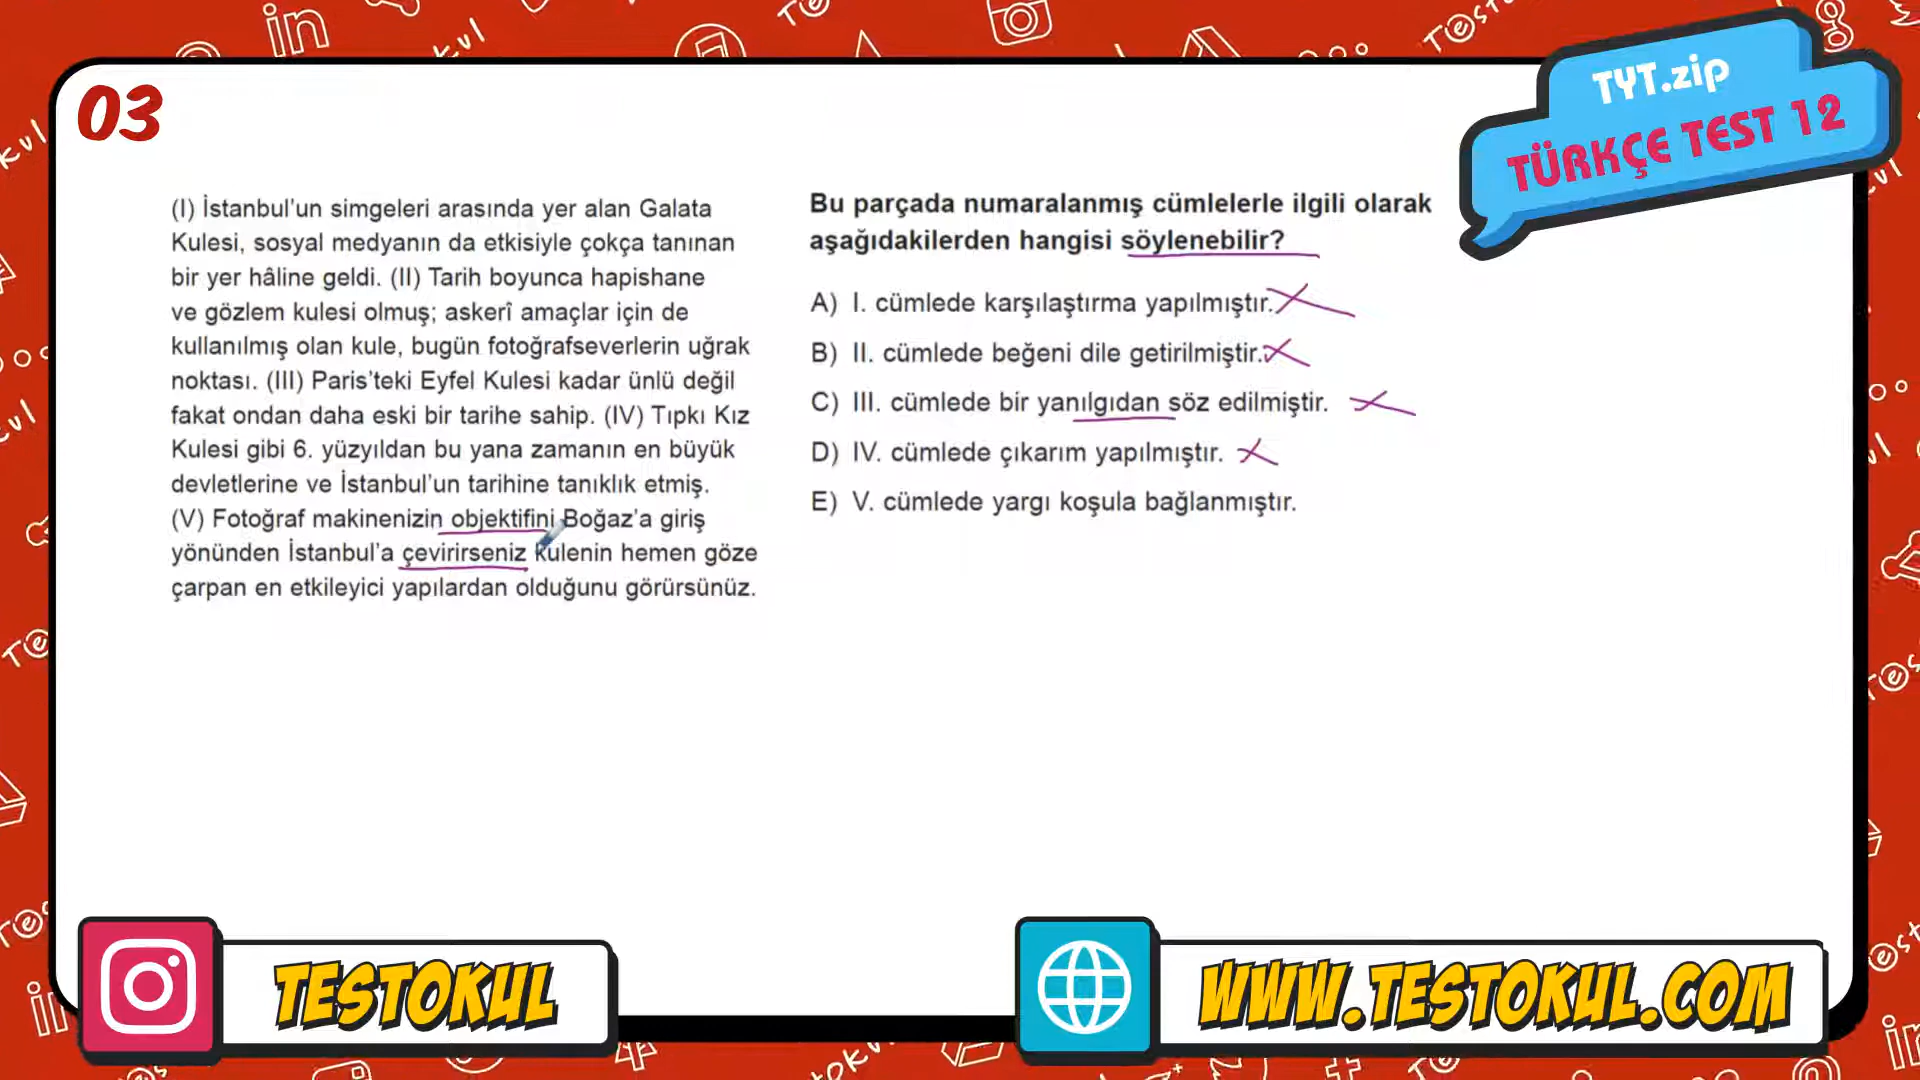 03
TYT.zip
TÜRKÇE TEST 12
(I) İstanbul'un simgeleri arasında yer alan Galata
Kulesi, sosyal medyanın da etkisiyle çokça tanınan
bir yer hâline geldi. (II) Tarih boyunca hapishane
ve gözlem kulesi olmuş; askerî amaçlar için de
kullanılmış olan kule, bugün fotoğrafseverlerin uğrak
noktası. (III) Paris'teki Eyfel Kulesi kadar ünlü değil
fakat ondan daha eski bir tarihe sahip. (IV) Tıpkı Kız
Kulesi gibi 6. yüzyıldan bu yana zamanın en büyük
devletlerine ve İstanbul'un tarihine tanıklık etmiş.
(V) Fotoğraf makinenizin objektifini Boğaz'a giriş
yönünden İstanbul'a çevirirseniz kulenin hemen göze
çarpan en etkileyici yapılardan olduğunu görürsünüz.
Bu parçada numaralanmış cümlelerle ilgili olarak
aşağıdakilerden hangisi söylenebilir?
A) I. cümlede karşılaştırma yapılmıştır.
B) II. cümlede beğeni dile getirilmiştir.
C) III. cümlede bir yanılgıdan söz edilmiştir.
D) IV. cümlede çıkarım yapılmıştır.
E) V. cümlede yargı koşula bağlanmıştır.
TESTOKUL
WWW.TESTOKUL.COM